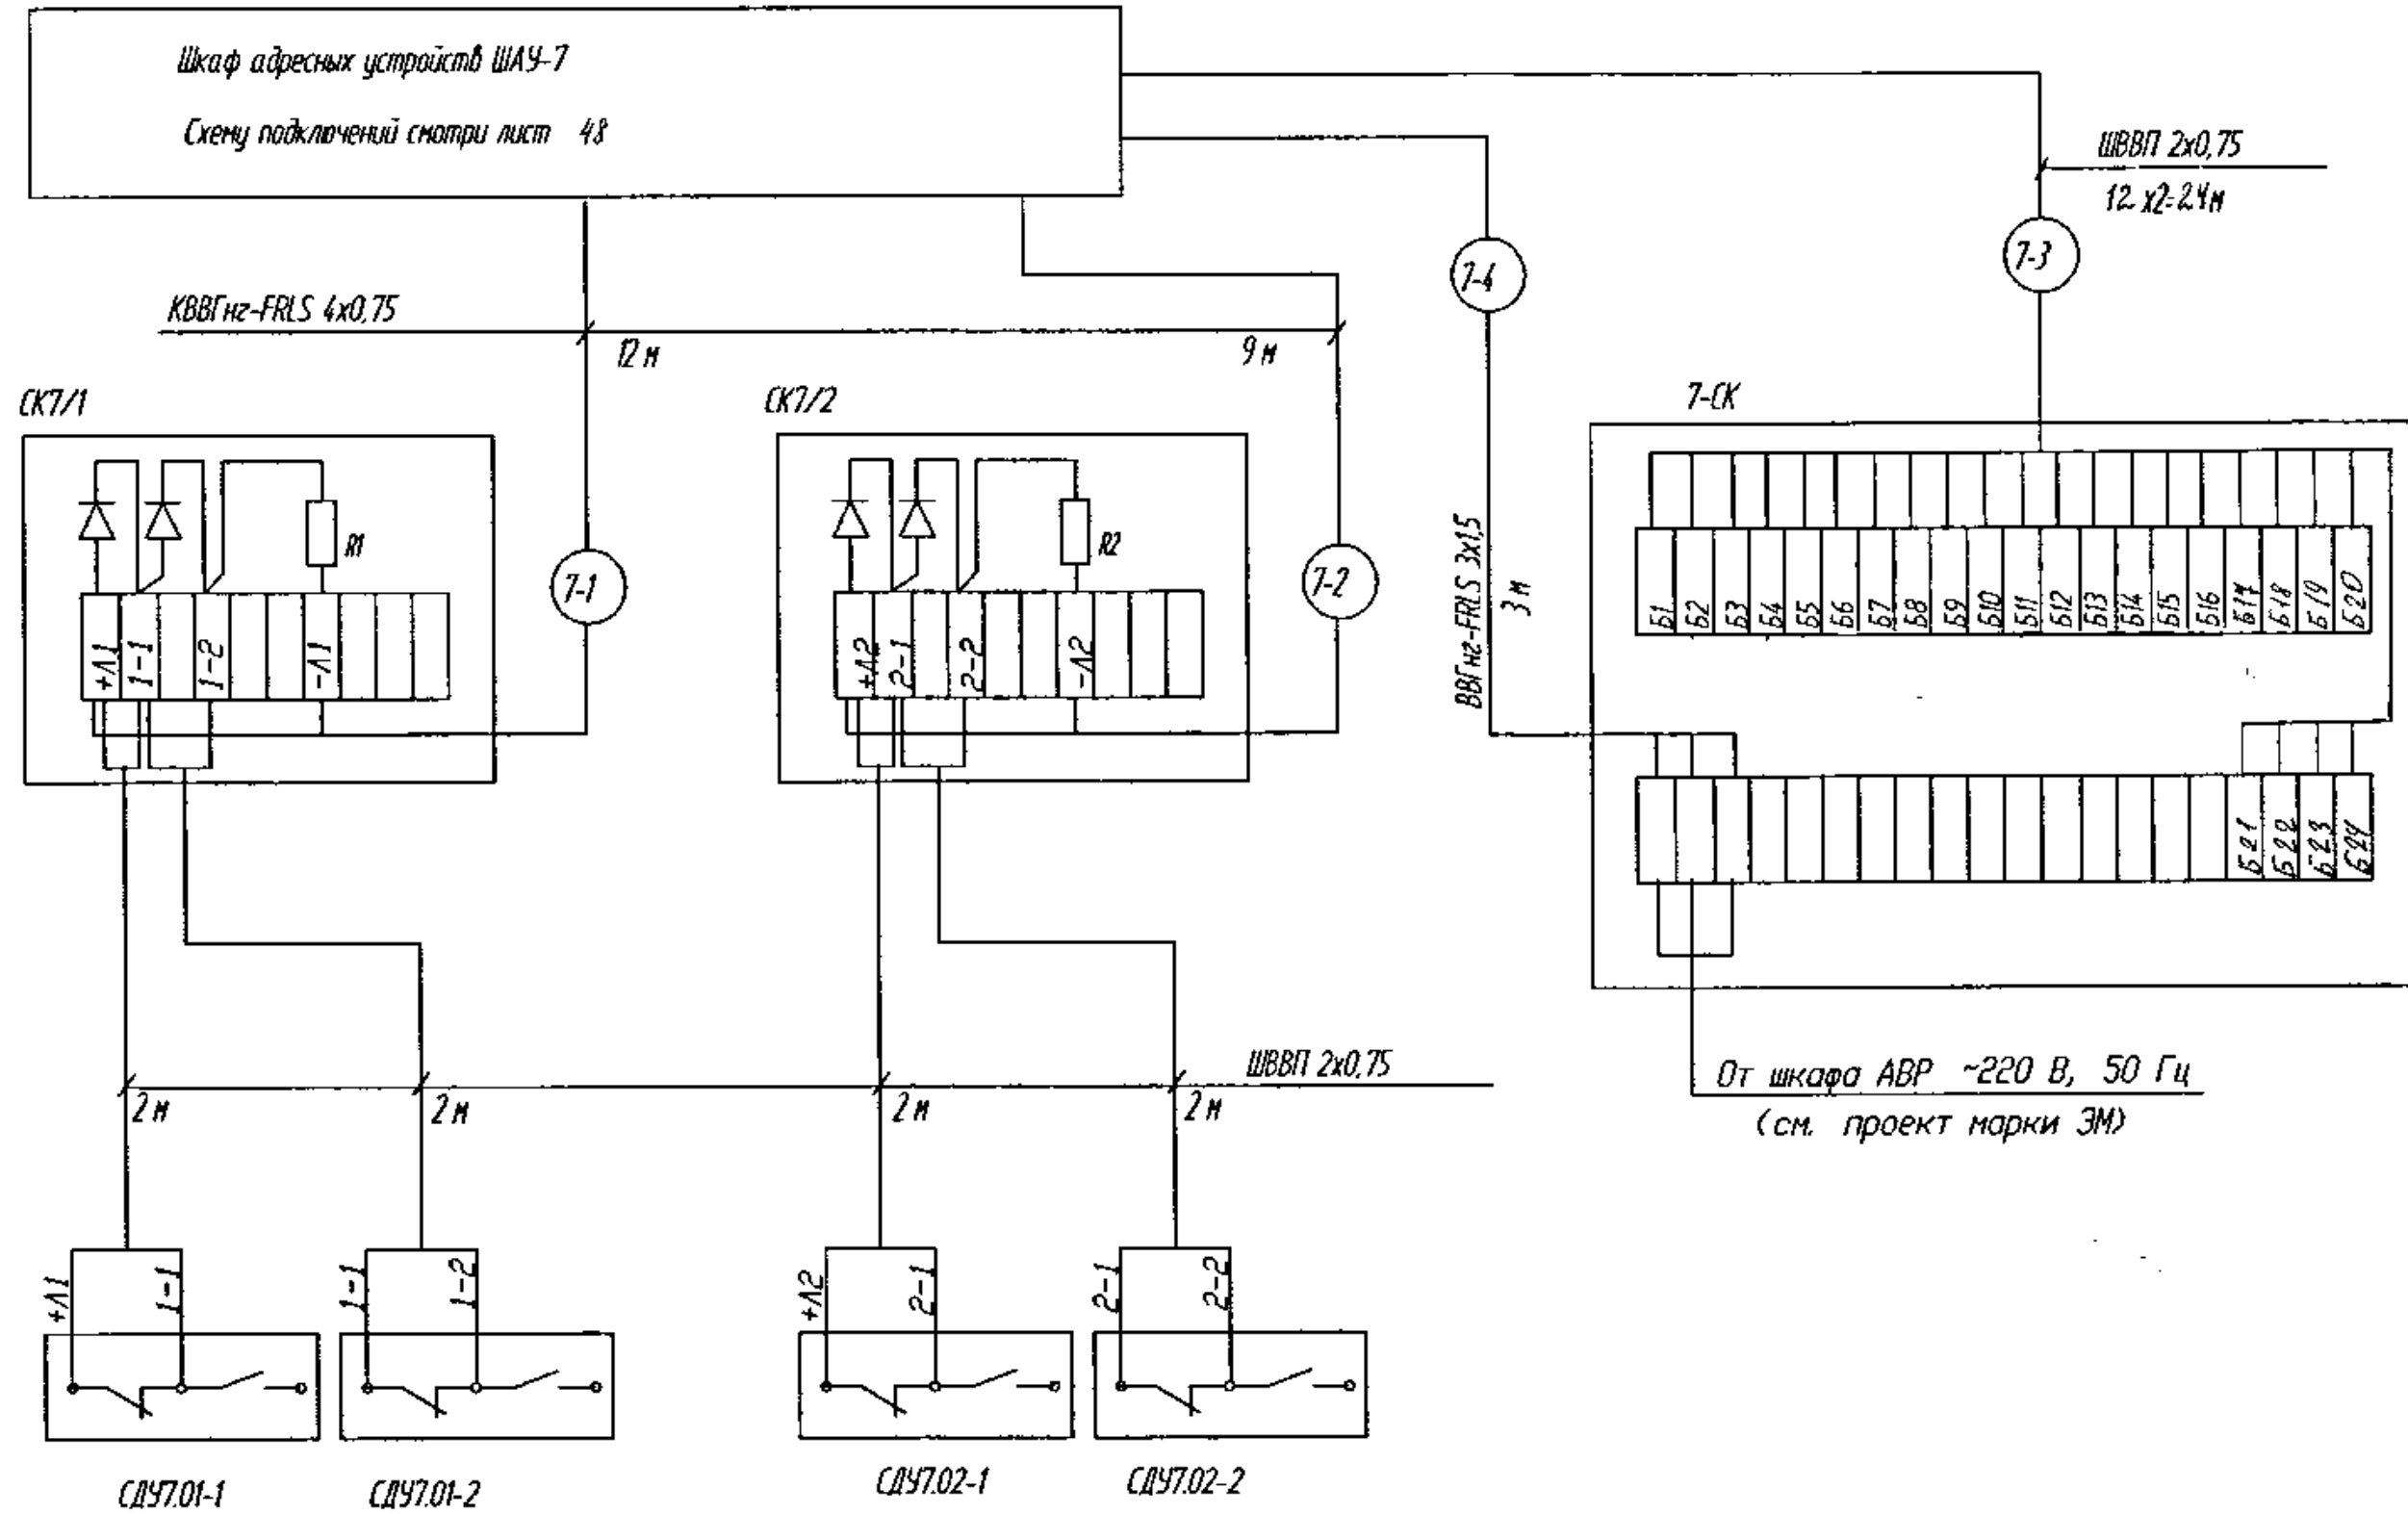 Шкаф адресных устройств ШАУ-7
Схему подключений смотри лист 48
ШВВП 2х0,75
12 х2=24м
7-3
7-4
КВВГнг-FRLS 4х0,75
12 м
9 м
СК7/1
СК7/2
7-СК
R1
R2
7-1
7-2
ВВГнг-FRLS 3х1,5
3 м
+Л1
1-1
1-2
-Л1
+Л2
2-1
2-2
-Л2
Б1
Б2
Б3
Б4
Б5
Б6
Б7
Б8
Б9
Б10
Б11
Б12
Б13
Б14
Б15
Б16
Б17
Б18
Б19
Б20
Б21
Б22
Б23
Б24
ШВВП 2х0,75
2 м
2 м
2 м
2 м
От шкафа АВР ~220 В, 50 Гц
(см. проект марки ЭМ)
+Л1
1-1
1-1
1-2
+Л2
2-1
2-1
2-2
СДУ7.01-1
СДУ7.01-2
СДУ7.02-1
СДУ7.02-2